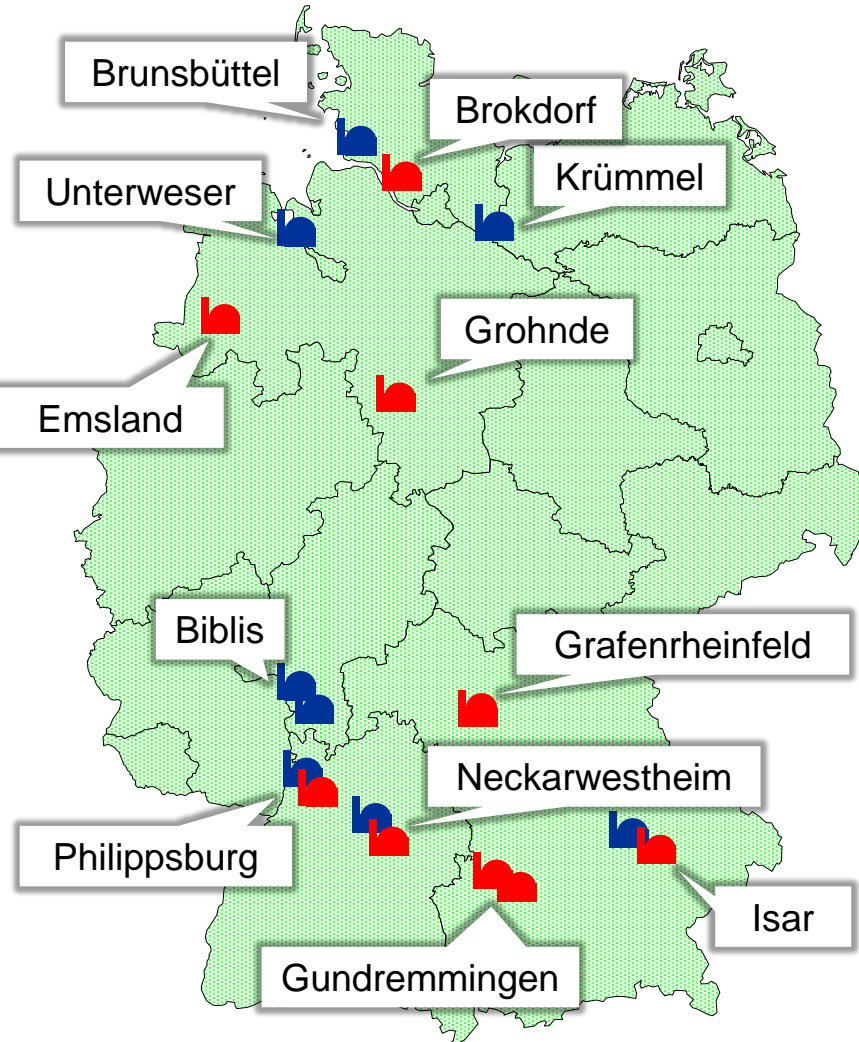 Brunsbüttel
Brokdorf
Krümmel
Unterweser
Grohnde
Emsland
Biblis
Grafenrheinfeld
Neckarwestheim
Philippsburg
Isar
Gundremmingen